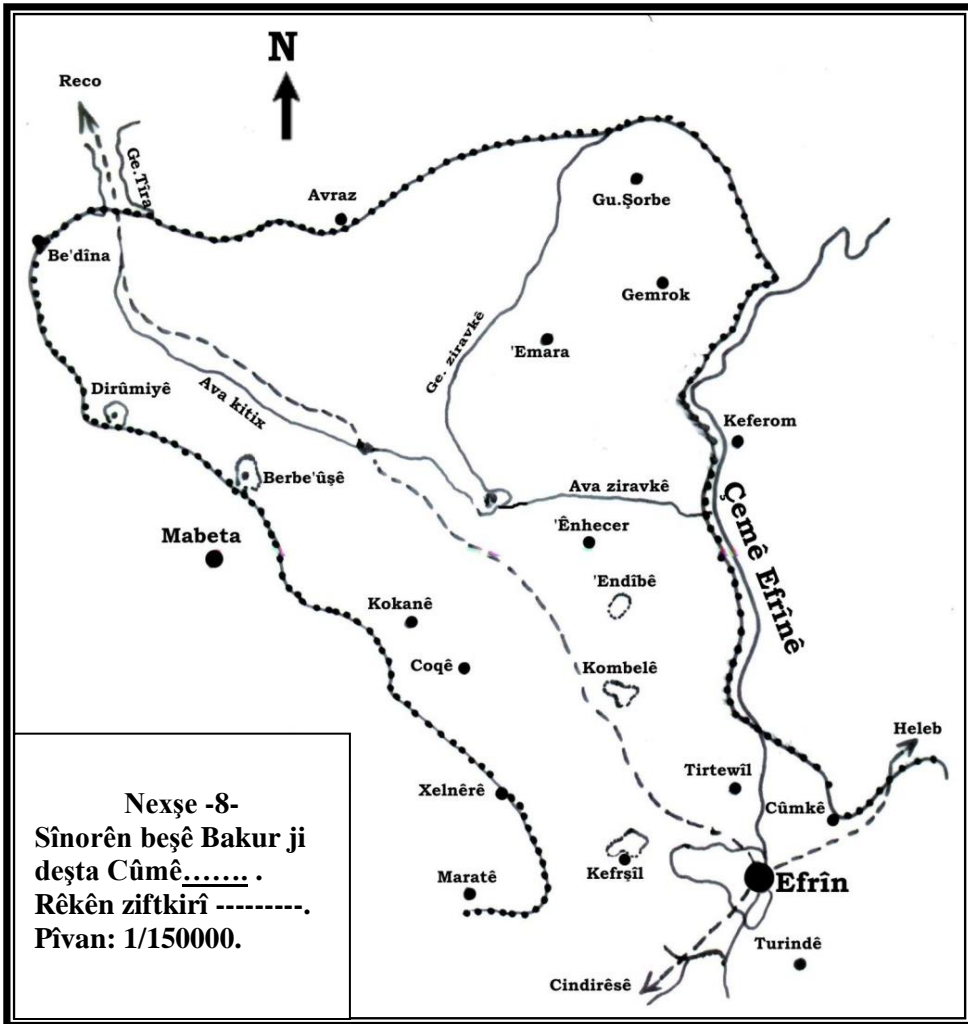 N
Reco
Ge.Tîra
Avraz
Gu.Şorbe
Be'dîna
Gemrok
Ge. ziravkê
'Emara
Dirûmiyê
Ava kitix
Keferom
Berbe'ûşê
Ava ziravkê
Çemê Efrînê
Mabeta
'Ênhecer
'Endîbê
Kokanê
Coqê
Kombelê
Heleb
Tirtewîl
Xelnêrê
Cûmkê
Maratê
Kefrşîl
Efrîn
Turindê
Cindirêsê
Nexşe -8-
Sînorên beşê Bakur ji
deşta Cûmê....... .
Rêkên ziftkirî ---------.
Pîvan: 1/150000.